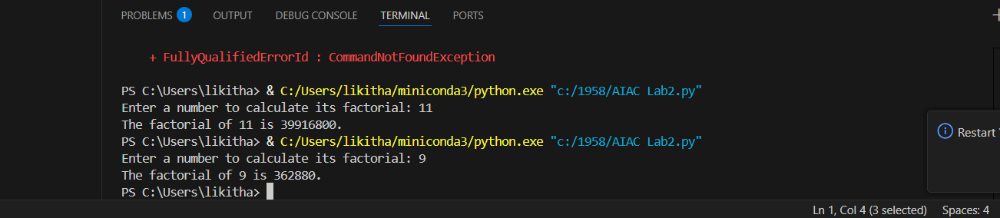 PROBLEMS 1 OUTPUT DEBUG CONSOLE TERMINAL PORTS
+ FullyQualifiedErrorId : CommandNotFoundException
PS C:\Users\likitha> & C:/Users/likitha/miniconda3/python.exe "c:/1958/AIAC Lab2.py"
Enter a number to calculate its factorial: 11
The factorial of 11 is 39916800.
PS C:\Users\likitha> & C:/Users/likitha/miniconda3/python.exe "c:/1958/AIAC Lab2.py"
Restart
Enter a number to calculate its factorial: 9
The factorial of 9 is 362880.
PS C:\Users\likitha>
Ln 1, Col 4 (3 selected) Spaces: 4